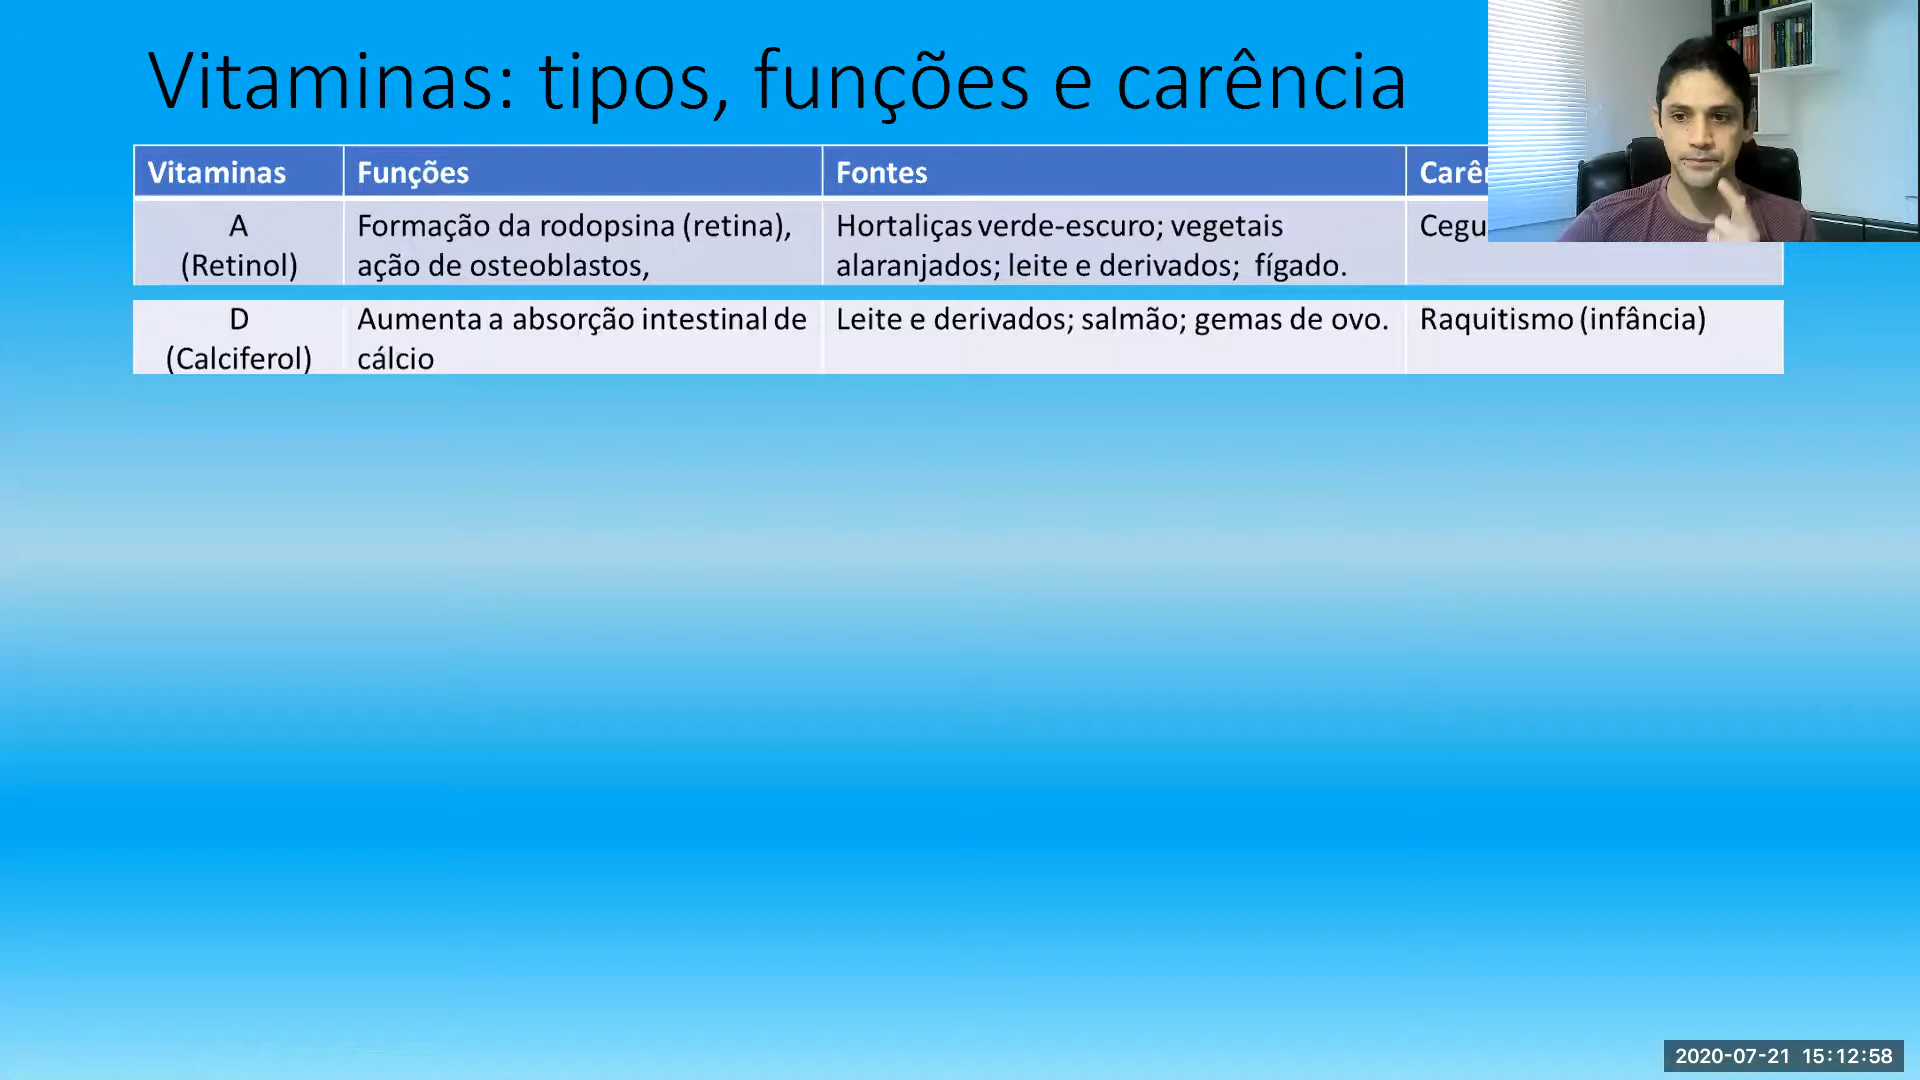 Vitaminas: tipos, funções e carência
Vitaminas Funções Fontes
A
(Retinol)
Formação da rodopsina (retina),
ação de osteoblastos,
Hortaliças verde-escuro; vegetais
alaranjados; leite e derivados; fígado.
D
(Calciferol)
Aumenta a absorção intestinal de
cálcio
Leite e derivados; salmão; gemas de ovo.
Raquitismo (infância)
2020-07-21 15:12:58